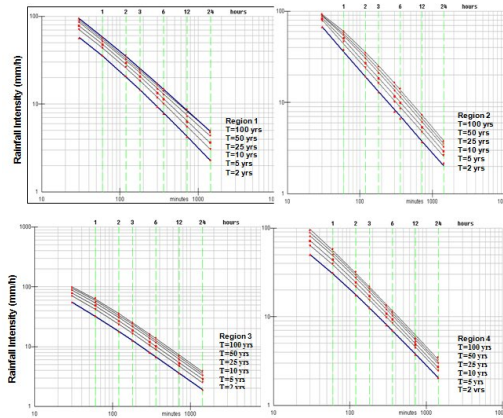 1 2 3 6 12 24 hours
100
10
1
10 100 minutes 1000
Rainfall Intensity (mm/h)
Region 1
T=100 yrs
T=50 yrs
T=25 yrs
T=10 yrs
T=5 yrs
T=2 yrs
1 2 3 6 12 24 hours
100
10
1
10 100 minutes 1000 10
Region 2
T=100 yrs
T=50 yrs
T=25 yrs
T=10 yrs
T=5 yrs
T=2 yrs
1 2 3 6 12 24 hours
1000
100
10
1
10 100 minutes 1000
Rainfall Intensity (mm/h)
Region 3
T=100 yrs
T=50 yrs
T=25 yrs
T=10 yrs
T=5 yrs
T=2 yrs
1 2 3 6 12 24 hours
100
10
1
10 100 minutes 1000 100
Region 4
T=100 yrs
T=50 yrs
T=25 yrs
T=10 yrs
T=5 yrs
T=2 yrs